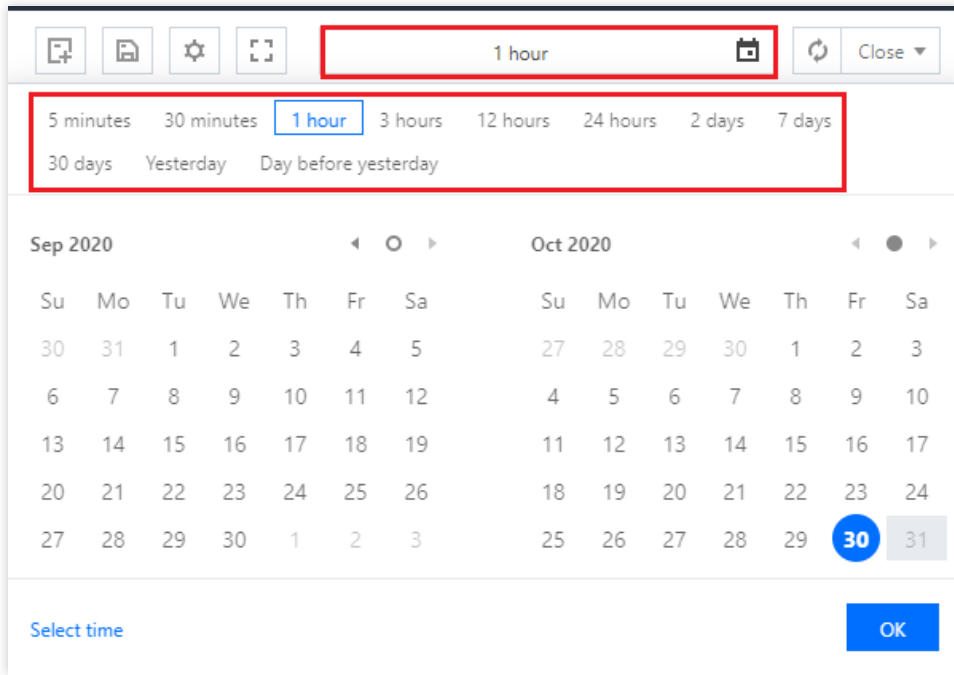 1 hour Close
5 minutes 30 minutes 1 hour 3 hours 12 hours 24 hours 2 days 7 days
30 days Yesterday Day before yesterday
Sep 2020
Su Mo Tu We Th Fr Sa
30 31 1 2 3 4 5
6 7 8 9 10 11 12
13 14 15 16 17 18 19
20 21 22 23 24 25 26
27 28 29 30 1 2 3
Oct 2020
Su Mo Tu We Th Fr Sa
27 28 29 30 1 2 3
4 5 6 7 8 9 10
11 12 13 14 15 16 17
18 19 20 21 22 23 24
25 26 27 28 29 30 31
Select time OK